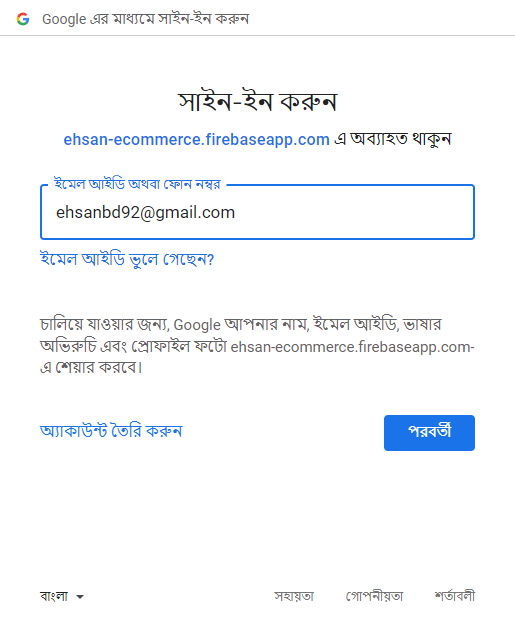 Google এর মাধ্যমে সাইন-ইন করুন
সাইন-ইন করুন
ehsan-ecommerce.firebaseapp.com এ অব্যাহত থাকুন
ইমেল আইডি অথবা ফোন নম্বর
ehsanbd92@gmail.com
ইমেল আইডি ভুলে গেছেন?
চালিয়ে যাওয়ার জন্য, Google আপনার নাম, ইমেল আইডি, ভাষার
অভিরুচি এবং প্রোফাইল ফটো ehsan-ecommerce.firebaseapp.com-
এ শেয়ার করবে।
অ্যাকাউন্ট তৈরি করুন
পরবর্তী
বাংলা
সহায়তা
গোপনীয়তা
শর্তাবলী